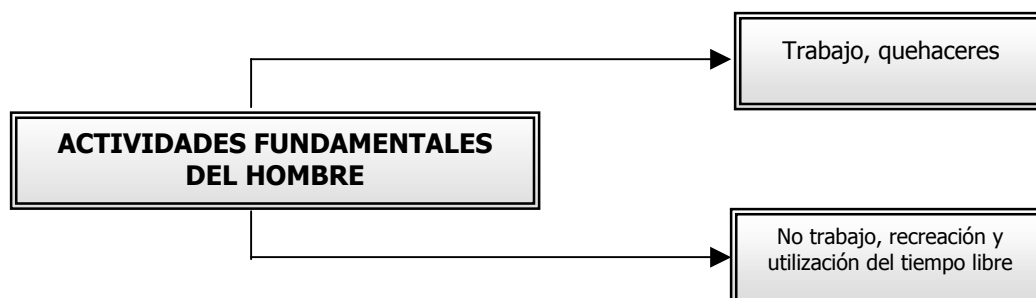 Trabajo, quehaceres
ACTIVIDADES FUNDAMENTALES
DEL HOMBRE
No trabajo, recreación y
utilización del tiempo libre